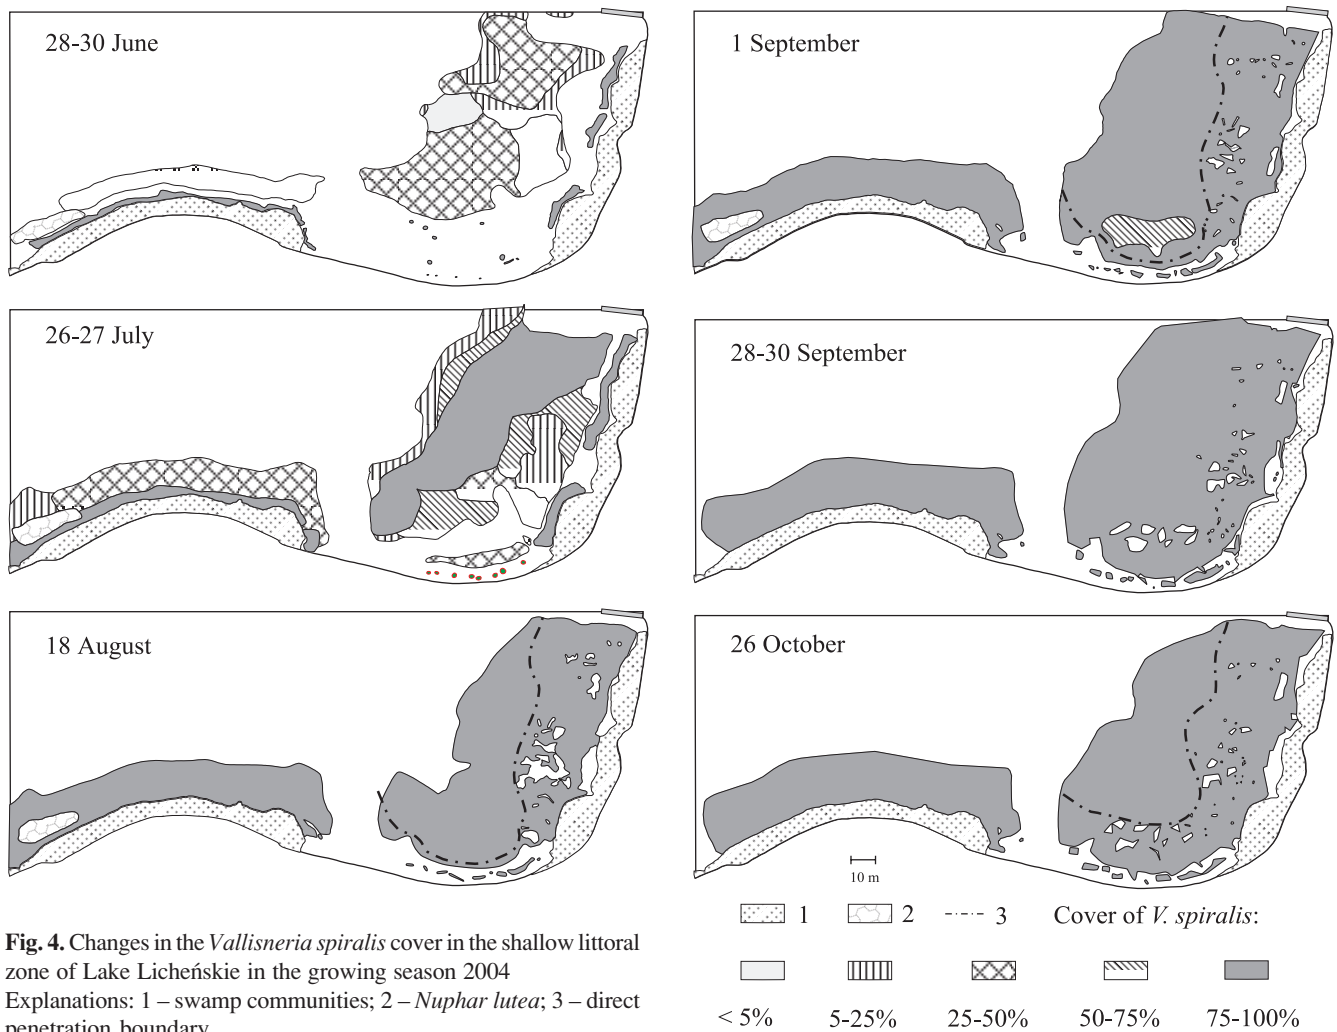 28-30 June
26-27 July
18 August
1 September
28-30 September
26 October
10 m
1
2
3
Cover of V. spiralis:
< 5%
5-25%
25-50%
50-75%
75-100%
Fig. 4. Changes in the Vallisneria spiralis cover in the shallow littoral
zone of Lake Licheńskie in the growing season 2004
Explanations: 1 – swamp communities; 2 – Nuphar lutea; 3 – direct
penetration boundary